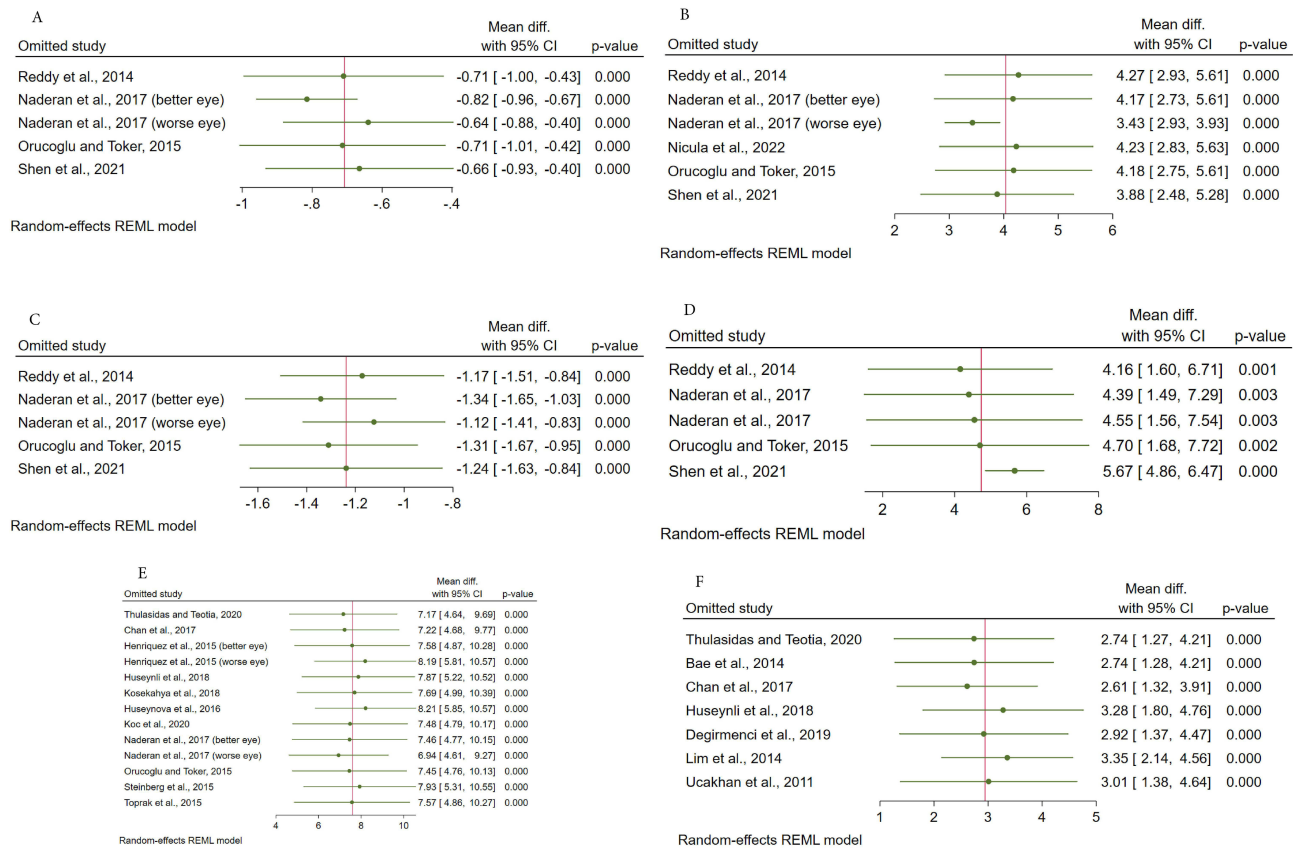 A
Mean diff.
Omitted study with 95% CI p-value
Reddy et al., 2014 -0.71 [ -1.00, -0.43] 0.000
Naderan et al., 2017 (better eye) -0.82 [ -0.96, -0.67] 0.000
Naderan et al., 2017 (worse eye) -0.64 [ -0.88, -0.40] 0.000
Orucoglu and Toker, 2015 -0.71 [ -1.01, -0.42] 0.000
Shen et al., 2021 -0.66 [ -0.93, -0.40] 0.000
-1 -.8 -.6 -.4
Random-effects REML model
B
Mean diff.
Omitted study with 95% CI p-value
Reddy et al., 2014 4.27 [ 2.93, 5.61] 0.000
Naderan et al., 2017 (better eye) 4.17 [ 2.73, 5.61] 0.000
Naderan et al., 2017 (worse eye) 3.43 [ 2.93, 3.93] 0.000
Nicula et al., 2022 4.23 [ 2.83, 5.63] 0.000
Orucoglu and Toker, 2015 4.18 [ 2.75, 5.61] 0.000
Shen et al., 2021 3.88 [ 2.48, 5.28] 0.000
2 3 4 5 6
Random-effects REML model
C
Mean diff.
Omitted study with 95% CI p-value
Reddy et al., 2014 -1.17 [ -1.51, -0.84] 0.000
Naderan et al., 2017 (better eye) -1.34 [ -1.65, -1.03] 0.000
Naderan et al., 2017 (worse eye) -1.12 [ -1.41, -0.83] 0.000
Orucoglu and Toker, 2015 -1.31 [ -1.67, -0.95] 0.000
Shen et al., 2021 -1.24 [ -1.63, -0.84] 0.000
-1.6 -1.4 -1.2 -1 -.8
Random-effects REML model
D
Mean diff.
Omitted study with 95% CI p-value
Reddy et al., 2014 4.16 [ 1.60, 6.71] 0.001
Naderan et al., 2017 4.39 [ 1.49, 7.29] 0.003
Naderan et al., 2017 4.55 [ 1.56, 7.54] 0.003
Orucoglu and Toker, 2015 4.70 [ 1.68, 7.72] 0.002
Shen et al., 2021 5.67 [ 4.86, 6.47] 0.000
2 4 6 8
Random-effects REML model
E
Mean diff.
Omitted study with 95% CI p-value
Thulasidas and Teotia, 2020 7.17 [ 4.64, 9.69] 0.000
Chan et al., 2017 7.22 [ 4.68, 9.77] 0.000
Henriquez et al., 2015 (better eye) 7.58 [ 4.87, 10.28] 0.000
Henriquez et al., 2015 (worse eye) 8.19 [ 5.81, 10.57] 0.000
Huseynli et al., 2018 7.87 [ 5.22, 10.52] 0.000
Kosekahya et al., 2018 7.69 [ 4.99, 10.39] 0.000
Huseynova et al., 2016 8.21 [ 5.85, 10.57] 0.000
Koc et al., 2020 7.48 [ 4.79, 10.17] 0.000
Naderan et al., 2017 (better eye) 7.46 [ 4.77, 10.15] 0.000
Naderan et al., 2017 (worse eye) 6.94 [ 4.61, 9.27] 0.000
Orucoglu and Toker, 2015 7.45 [ 4.76, 10.13] 0.000
Steinberg et al., 2015 7.93 [ 5.31, 10.55] 0.000
Toprak et al., 2015 7.57 [ 4.86, 10.27] 0.000
4 6 8 10
Random-effects REML model
F
Mean diff.
Omitted study with 95% CI p-value
Thulasidas and Teotia, 2020 2.74 [ 1.27, 4.21] 0.000
Bae et al., 2014 2.74 [ 1.28, 4.21] 0.000
Chan et al., 2017 2.61 [ 1.32, 3.91] 0.000
Huseynli et al., 2018 3.28 [ 1.80, 4.76] 0.000
Degirmenci et al., 2019 2.92 [ 1.37, 4.47] 0.000
Lim et al., 2014 3.35 [ 2.14, 4.56] 0.000
Ucakhan et al., 2011 3.01 [ 1.38, 4.64] 0.000
1 2 3 4 5
Random-effects REML model